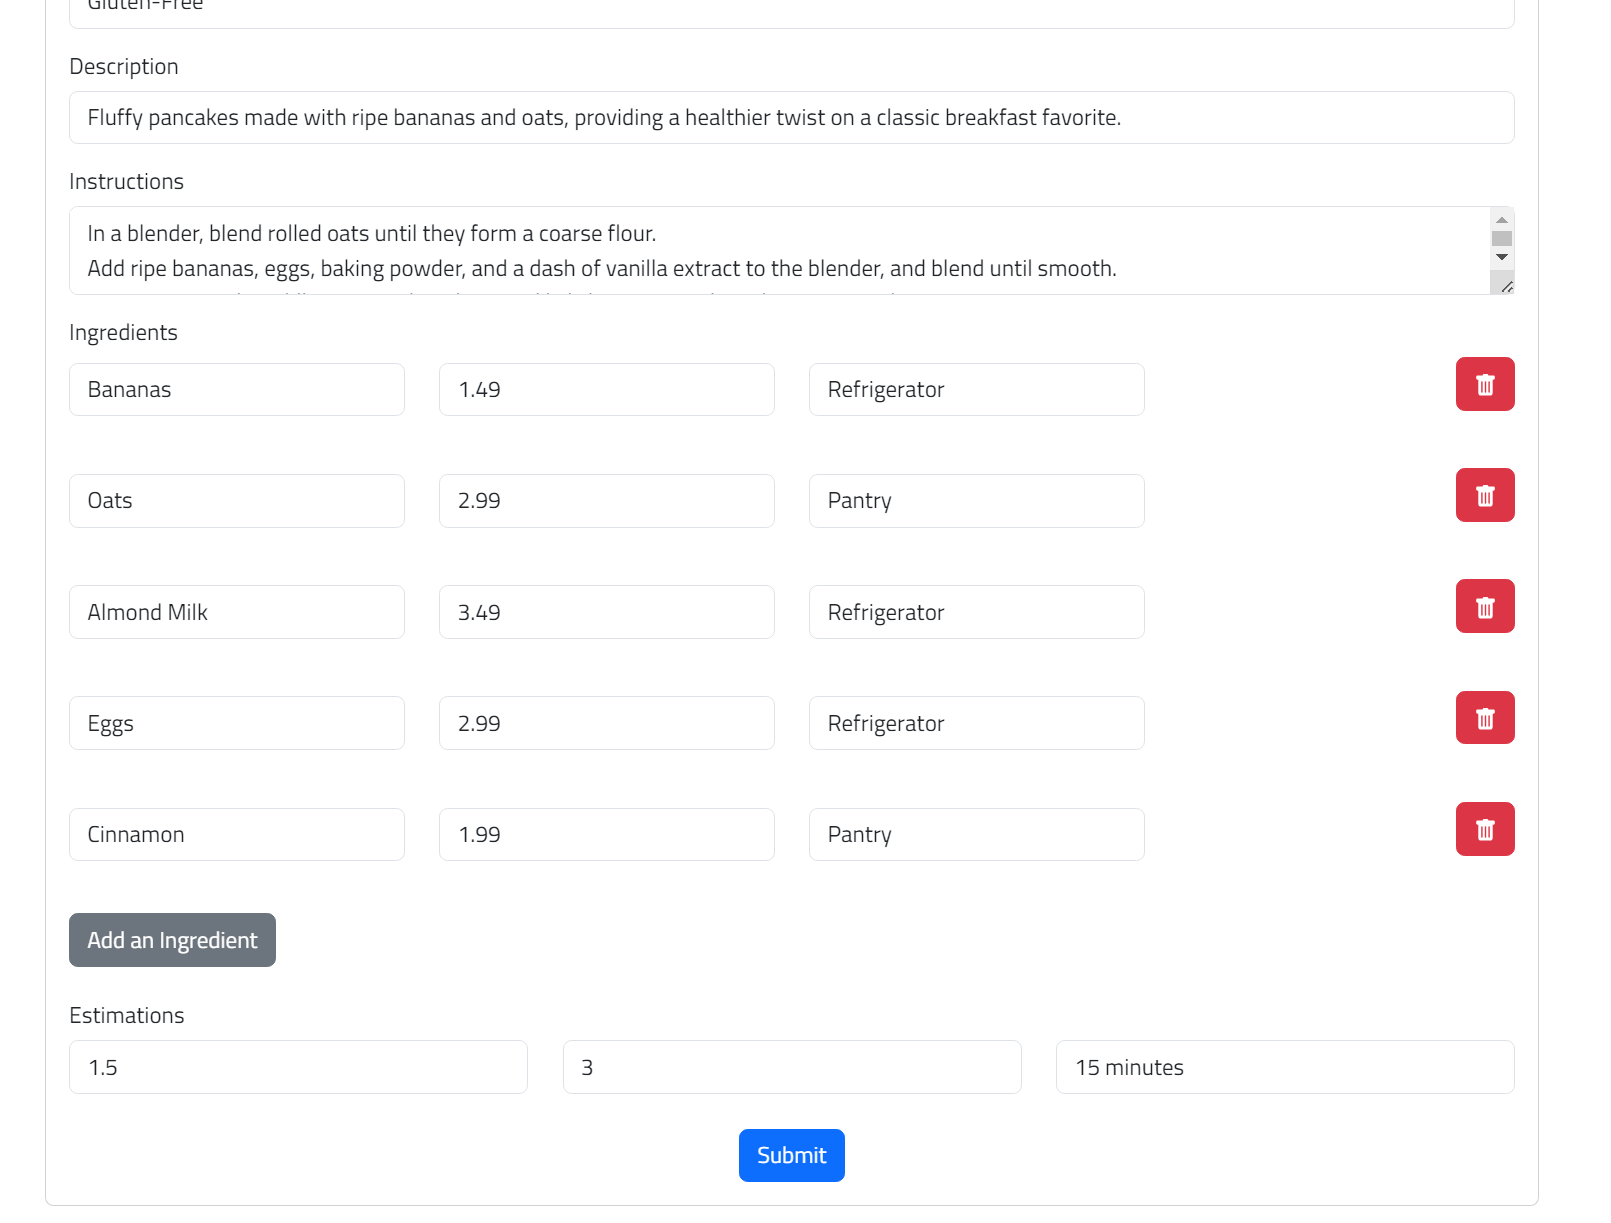 Gluten-Free
Description
Fluffy pancakes made with ripe bananas and oats, providing a healthier twist on a classic breakfast favorite.
Instructions
In a blender, blend rolled oats until they form a coarse flour.
Add ripe bananas, eggs, baking powder, and a dash of vanilla extract to the blender, and blend until smooth.
Ingredients
Bananas 1.49 Refrigerator
Oats 2.99 Pantry
Almond Milk 3.49 Refrigerator
Eggs 2.99 Refrigerator
Cinnamon 1.99 Pantry
Add an Ingredient
Estimations
1.5 3 15 minutes
Submit